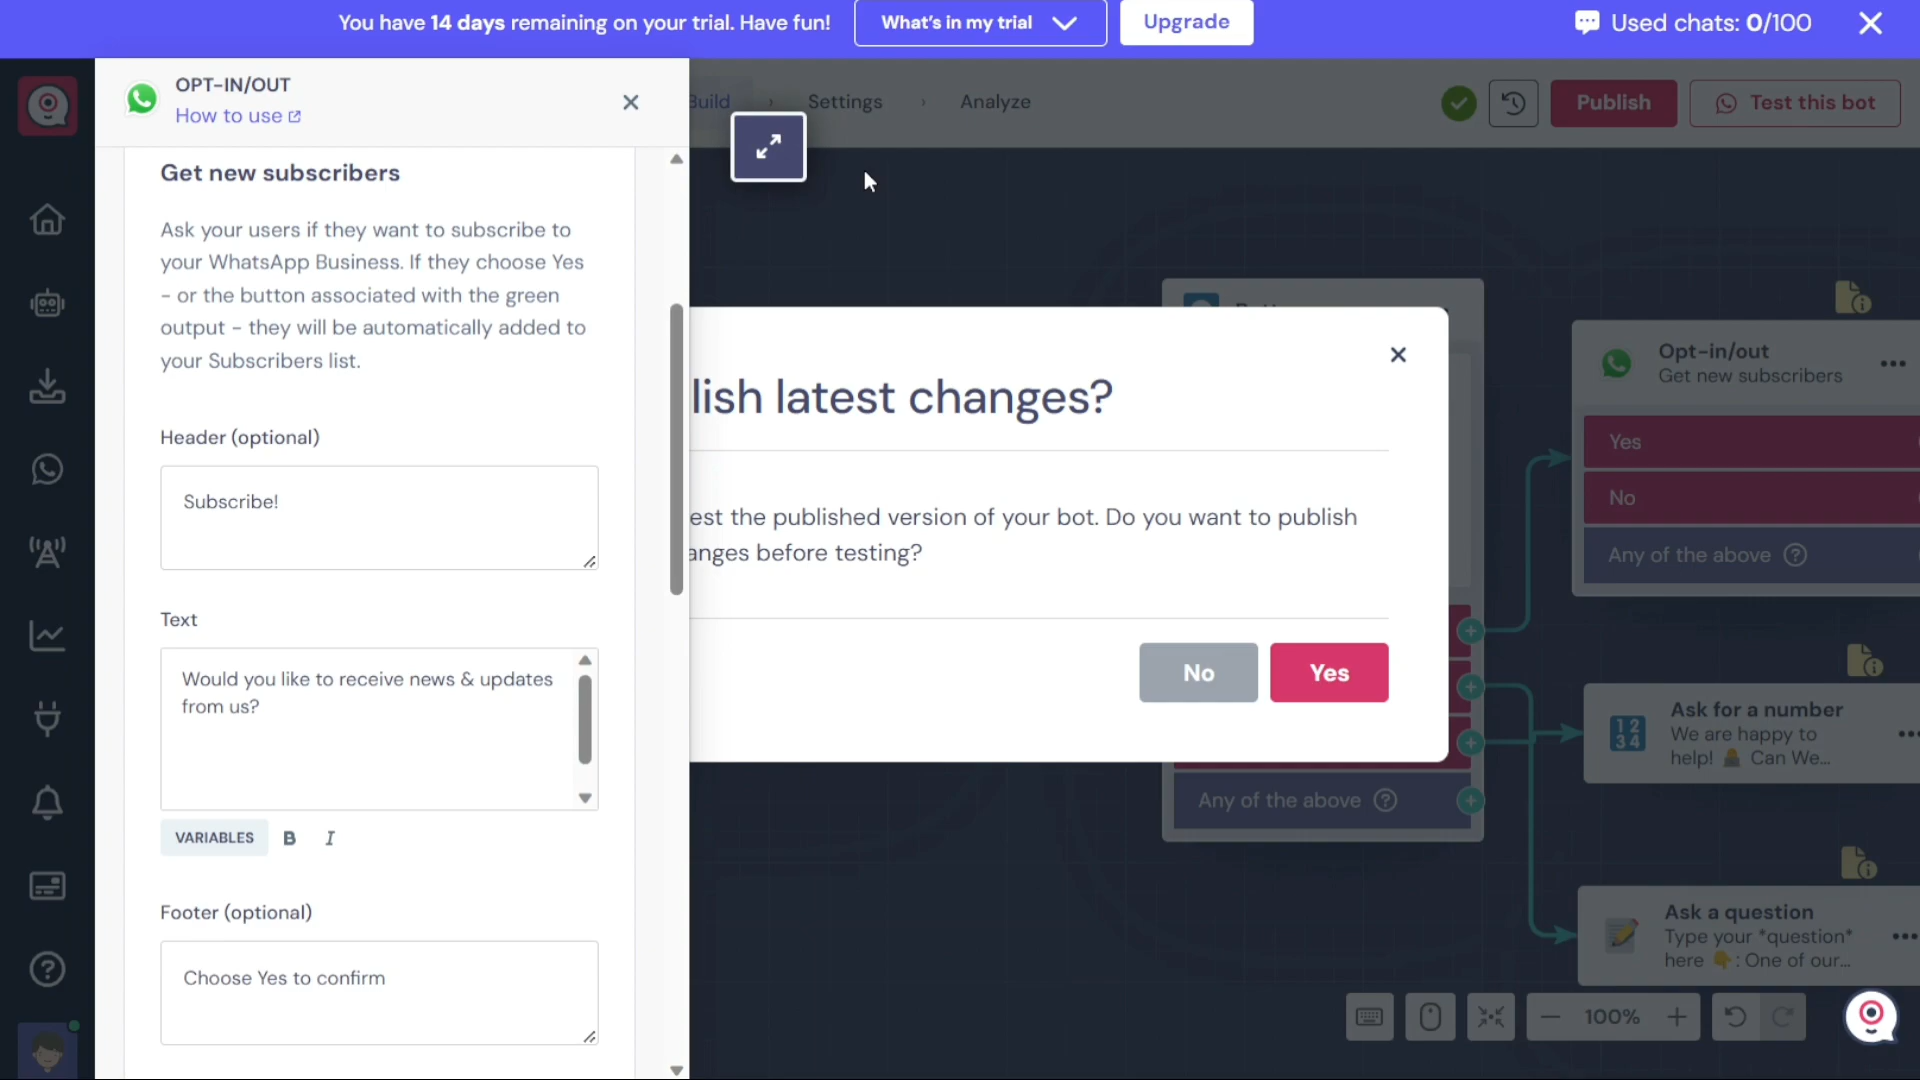 You have 14 days remaining on your trial. Have fun!
What's in my trial
Upgrade
Used chats: 0/100
OPT-IN/OUT
How to use
Build
Settings
Analyze
Publish
Test this bot
Get new subscribers
Ask your users if they want to subscribe to
your WhatsApp Business. If they choose Yes
- or the button associated with the green
output - they will be automatically added to
your Subscribers list.
Header (optional)
Subscribe!
Text
Would you like to receive news & updates
from us?
VARIABLES B I
Footer (optional)
Choose Yes to confirm
lish latest changes?
est the published version of your bot. Do you want to publish
anges before testing?
No
Yes
Any of the above
Opt-in/out
Get new subscribers
Yes
No
Any of the above
1 2
3 4
Ask for a number
We are happy to
help! Can We...
Ask a question
Type your *question*
here : One of our...
100%